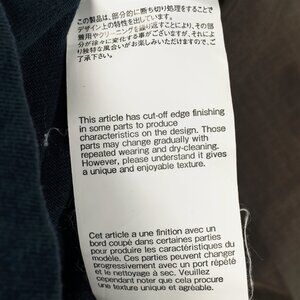 この製品は、部分的に断ち切り処理をすることで
デザイン上の特性を出しています。
着用やクリーニングを繰り返すことにより、その部
分が徐々に変化する事がございますが、それによ
り独特な風合いがお楽しみいただけますので、ご
了承下さい。
This article has cut-off edge finishing
in some parts to produce
characteristics on the design. Those
parts may change gradually with
repeated wearing and dry-cleaning.
However, please understand it gives
a unique and enjoyable texture.
Cet article a une finition avec un
bord coupé dans certaines parties
pour produire les caractéristiques du
modèle. Ces parties peuvent changer
progressivement avec un port répété
et le nettoyage à sec. Veuillez
cependant noter que cela produira
une texture unique et agréable.